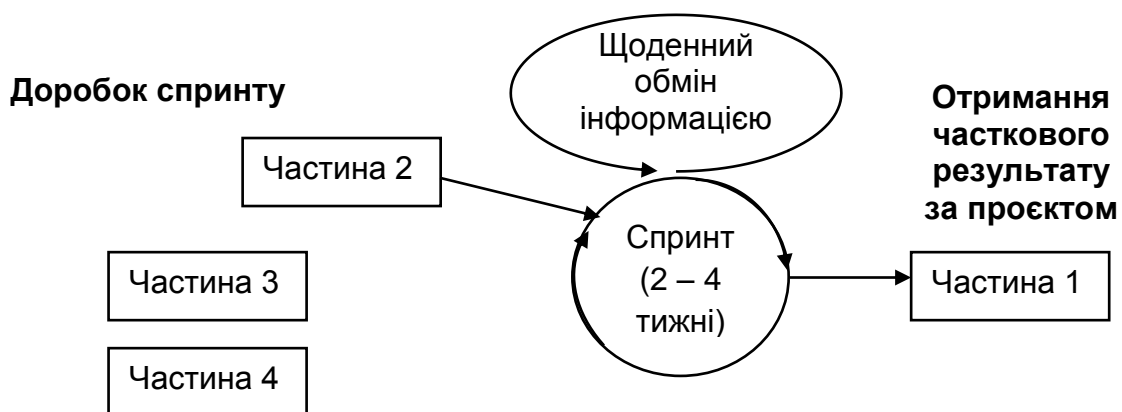 Щоденний
обмін
інформацією
Доробок спринту
Отримання
часткового
результату
за проєктом
Частина 2
Спринт
(2 – 4
тижні)
Частина 3
Частина 1
Частина 4